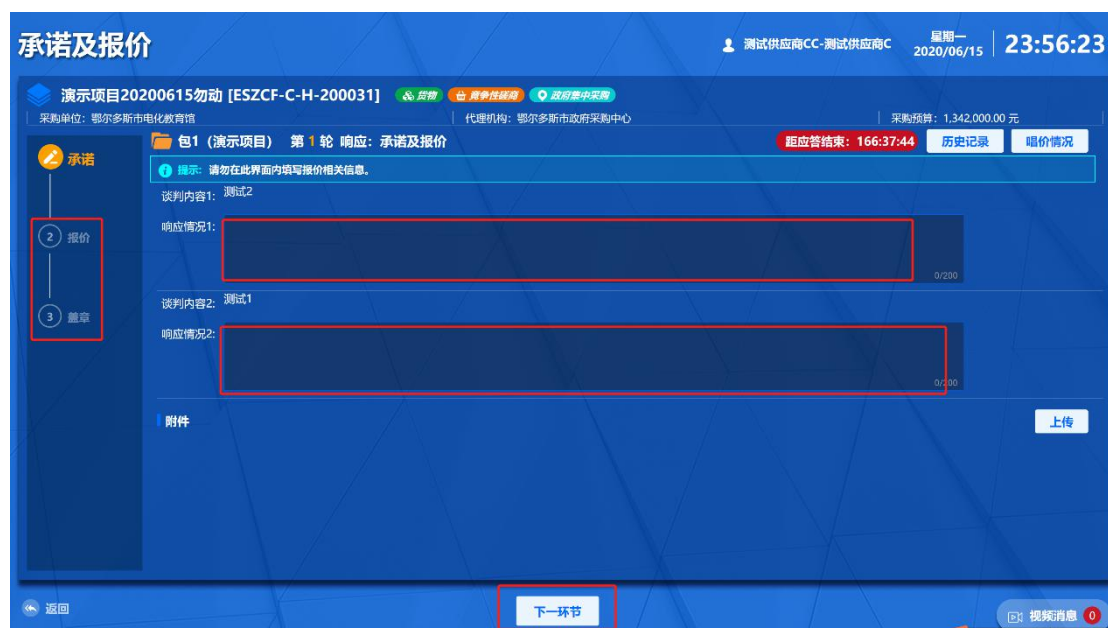 承诺及报价
测试供应商CC-测试供应商C
星期一
2020/06/15
23:56:23
演示项目20200615勿动 [ESZCF-C-H-200031] 货物 竞争性磋商 政府集中采购
采购单位: 鄂尔多斯市电化教育馆
代理机构: 鄂尔多斯市政府采购中心
采购预算: 1,342,000.00 元
承诺
2 报价
3 盖章
包1 (演示项目) 第 1 轮 响应: 承诺及报价
距应答结束: 166:37:44
历史记录
唱价情况
提示: 请勿在此界面内填写报价相关信息。
谈判内容1: 测试2
响应情况1:
0/200
谈判内容2: 测试1
响应情况2:
0/200
附件
上传
返回
下一环节
视频消息 0